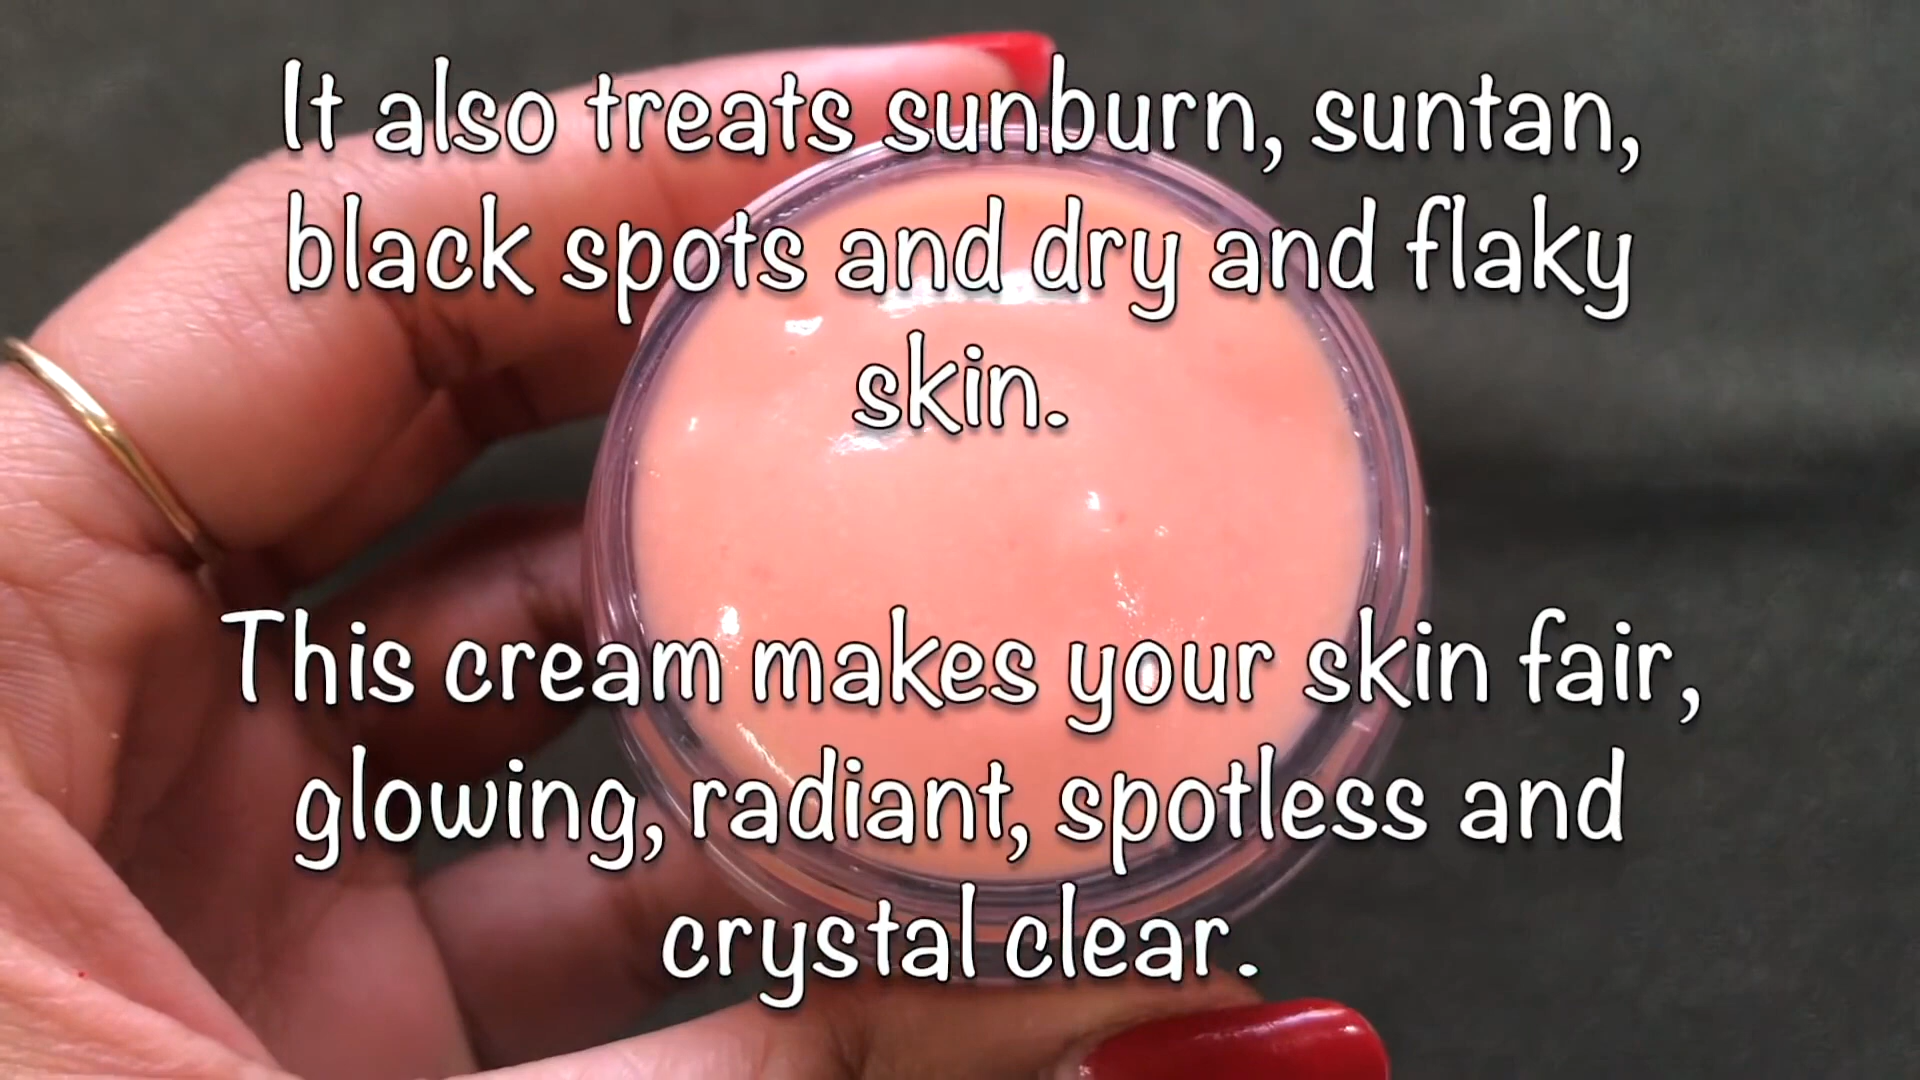 It also treats sunburn, suntan,
black spots and dry and flaky
skin.
This cream makes your skin fair,
glowing, radiant, spotless and
crystal clear.